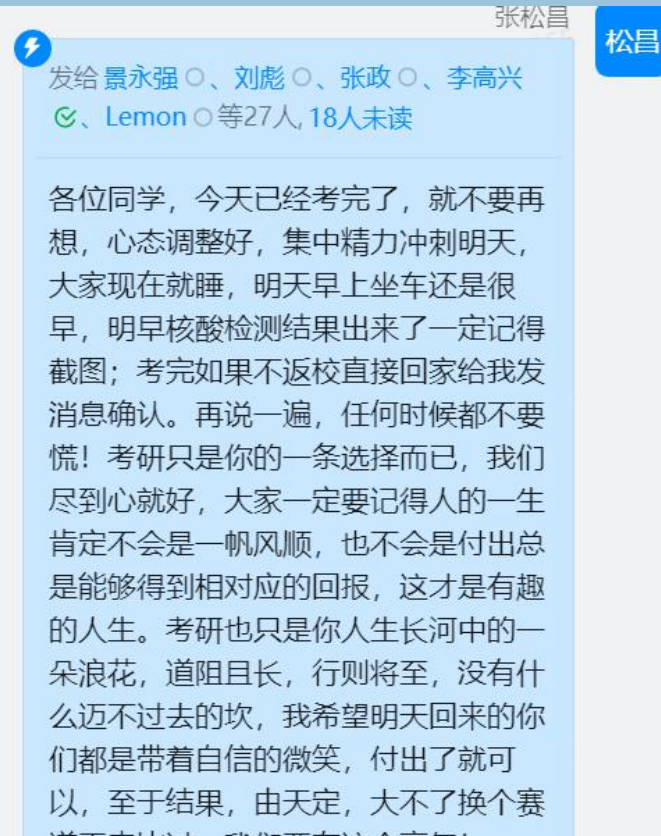 张松昌
松昌
发给 景永强、刘彪、张政、李高兴
、Lemon 等27人, 18人未读
各位同学，今天已经考完了，就不要再
想，心态调整好，集中精力冲刺明天，
大家现在就睡，明天早上坐车还是很
早，明早核酸检测结果出来了一定记得
截图；考完如果不返校直接回家给我发
消息确认。再说一遍，任何时候都不要
慌！考研只是你的一条选择而已，我们
尽到心就好，大家一定要记得人的一生
肯定不会是一帆风顺，也不会是付出总
是能够得到相对应的回报，这才是有趣
的人生。考研也只是你人生长河中的一
朵浪花，道阻且长，行则将至，没有什
么迈不过去的坎，我希望明天回来的你
们都是带着自信的微笑，付出了就可
以，至于结果，由天定，大不了换个赛